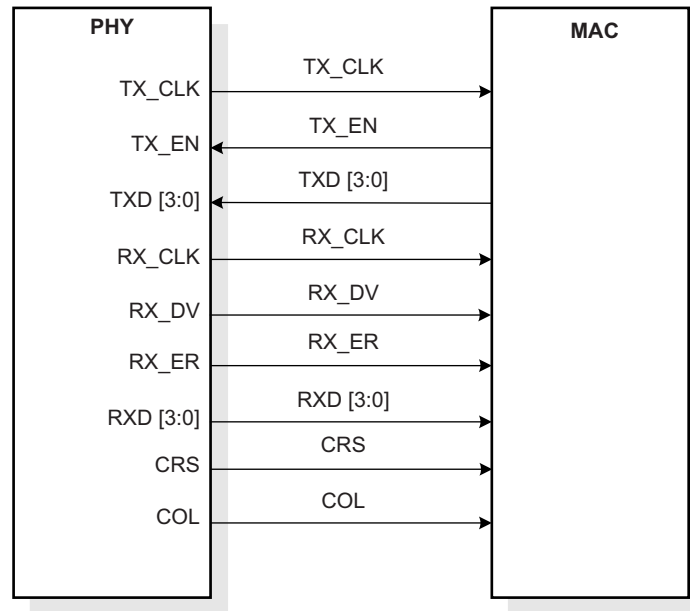 PHY
MAC
TX_CLK
TX_CLK
TX_EN
TX_EN
TXD [3:0]
TXD [3:0]
RX_CLK
RX_CLK
RX_DV
RX_DV
RX_ER
RX_ER
RXD [3:0]
RXD [3:0]
CRS
CRS
COL
COL